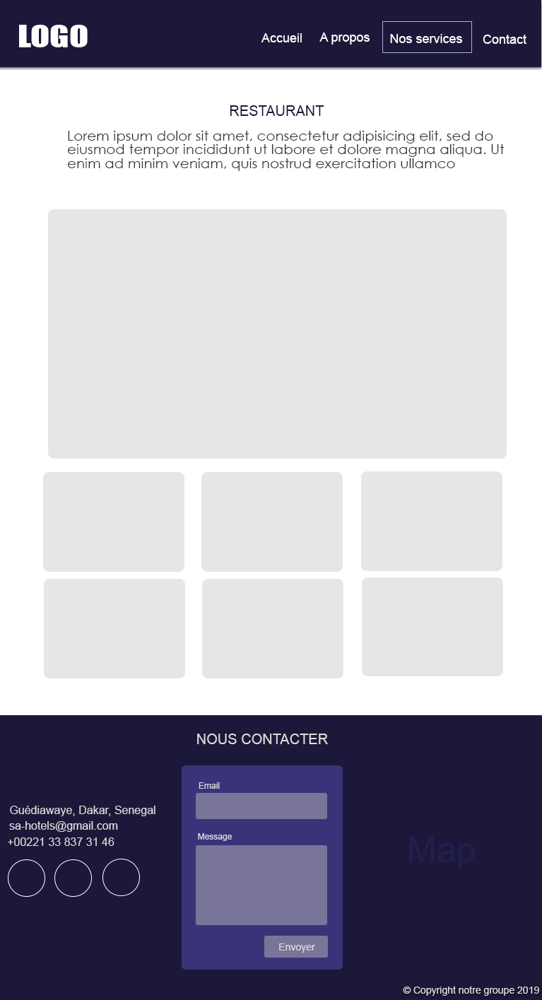 LOGO
Accueil
A propos
Nos services
Contact
RESTAURANT
Lorem ipsum dolor sit amet, consectetur adipisicing elit, sed do
eiusmod tempor incididunt ut labore et dolore magna aliqua. Ut
enim ad minim veniam, quis nostrud exercitation ullamco
NOUS CONTACTER
Guédiawaye, Dakar, Senegal
sa-hotels@gmail.com
+00221 33 837 31 46
Email
Message
Envoyer
Map
© Copyright notre groupe 2019